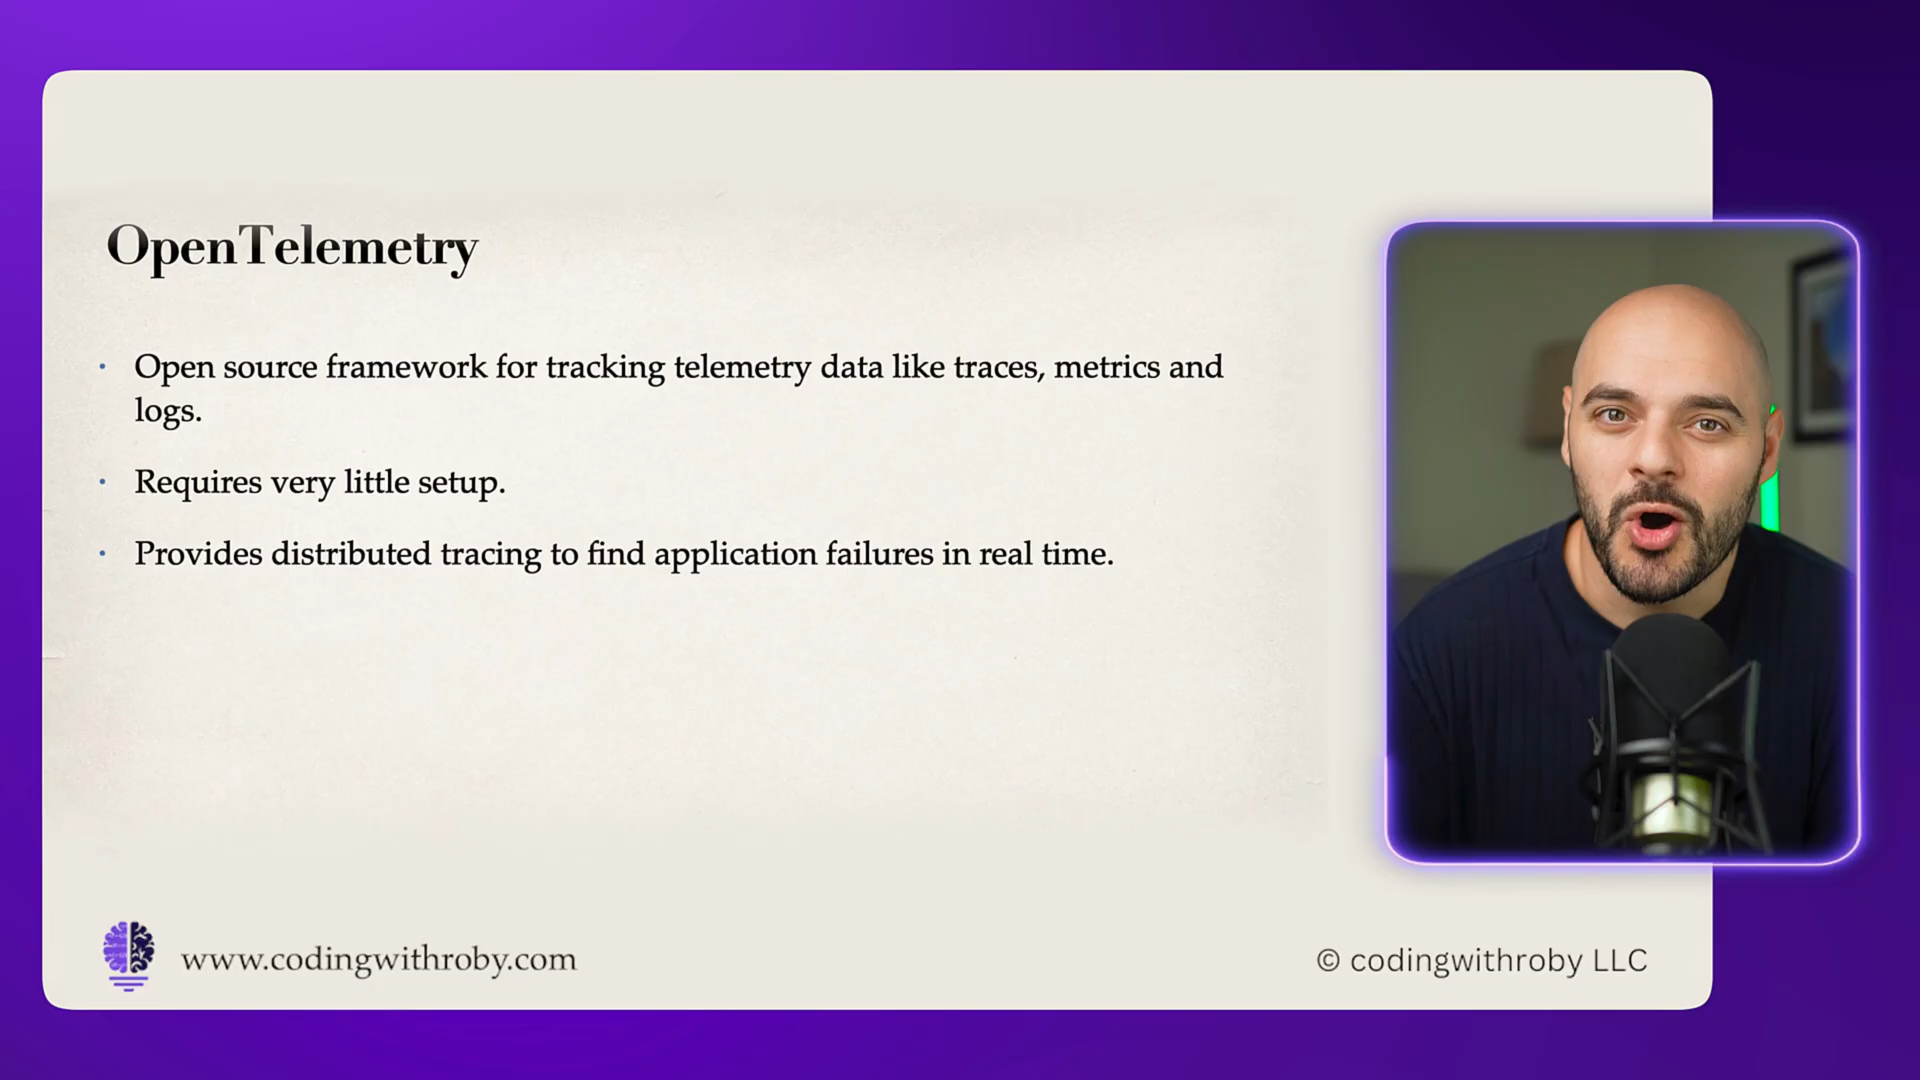 OpenTelemetry
· Open source framework for tracking telemetry data like traces, metrics and
logs.
· Requires very little setup.
· Provides distributed tracing to find application failures in real time.
www.codingwithroby.com
© codingwithroby LLC